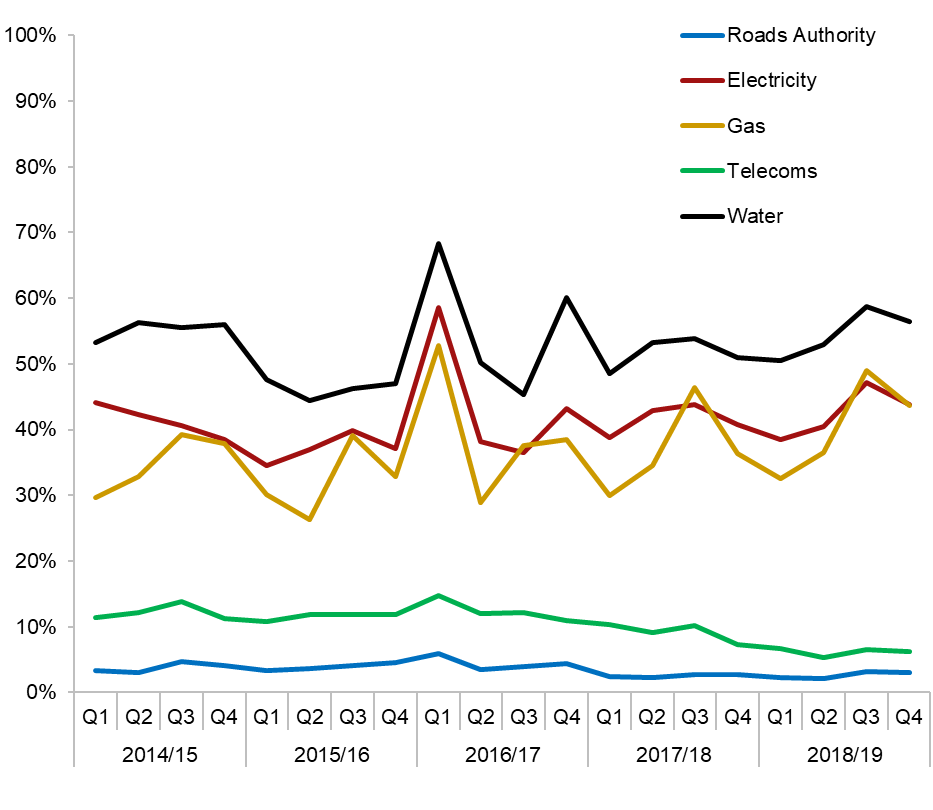 100%
90%
80%
70%
60%
50%
40%
30%
20%
10%
0%
Roads Authority
Electricity
Gas
Telecoms
Water
Q1 Q2 Q3 Q4 Q1 Q2 Q3 Q4 Q1 Q2 Q3 Q4 Q1 Q2 Q3 Q4 Q1 Q2 Q3 Q4
2014/15 2015/16 2016/17 2017/18 2018/19